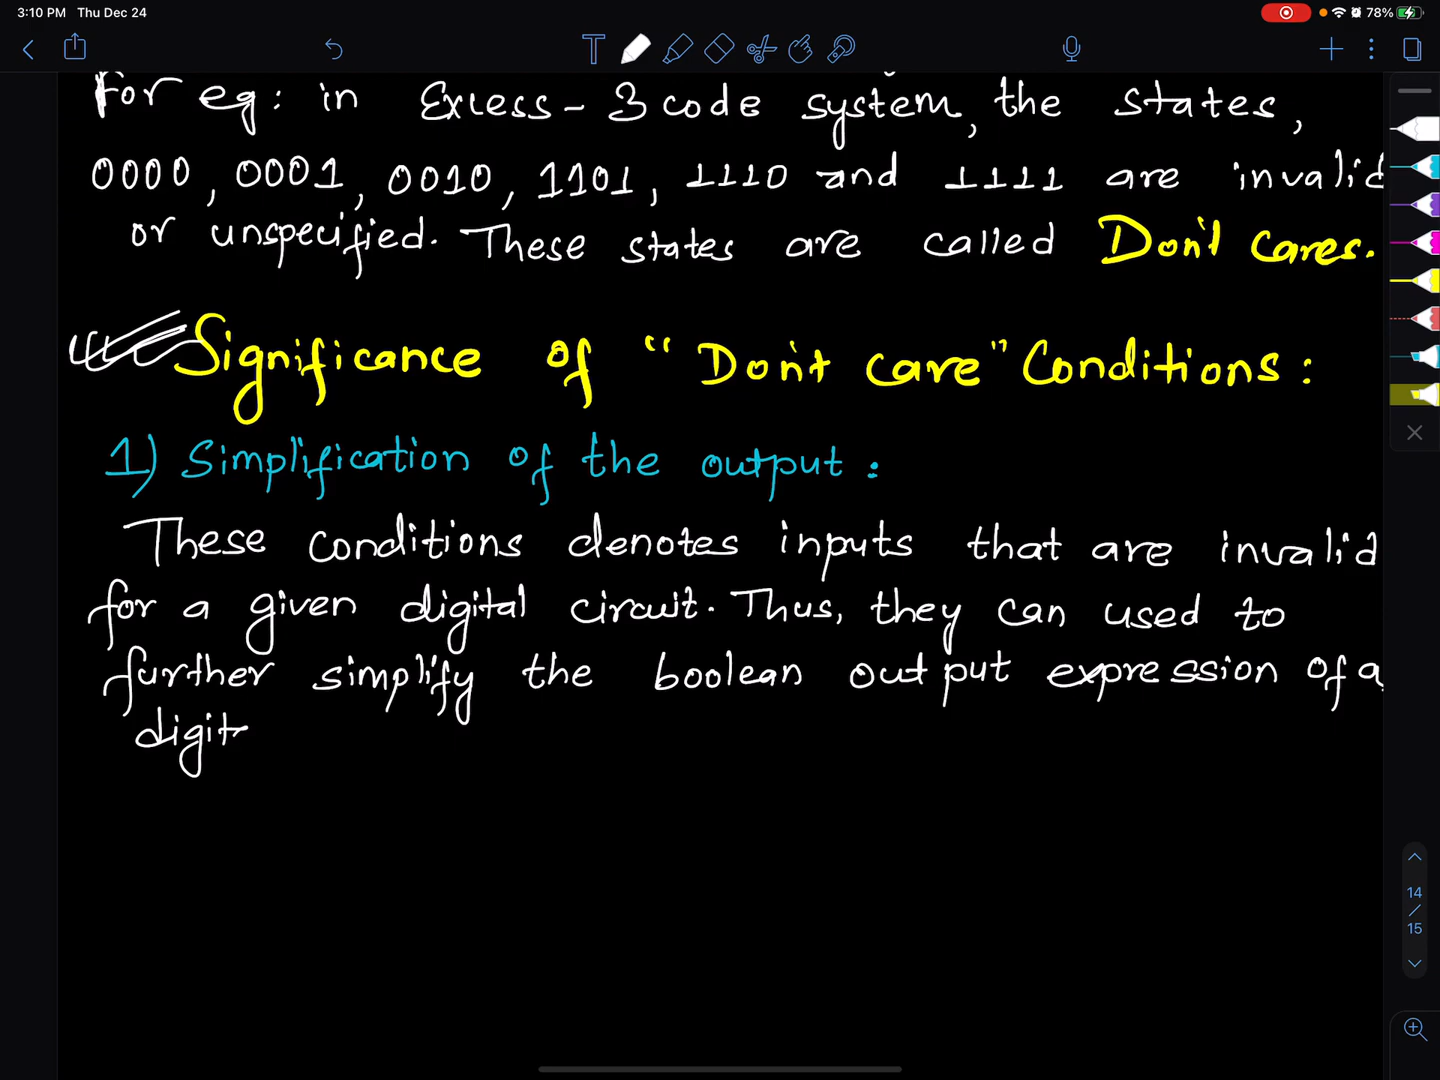 3:10 PM Thu Dec 24
78%
For eg: in Excess-3 code system, the states,
0000, 0001, 0010, 1101, 1110 and 1111 are invalid
or unspecified. These states are called Don't Cares.
Significance of "Don't care" Conditions:
1) Simplification of the output:
These conditions denotes inputs that are invalid
for a given digital circuit. Thus, they can used to
further simplify the boolean output expression of a
digit
14
/
15